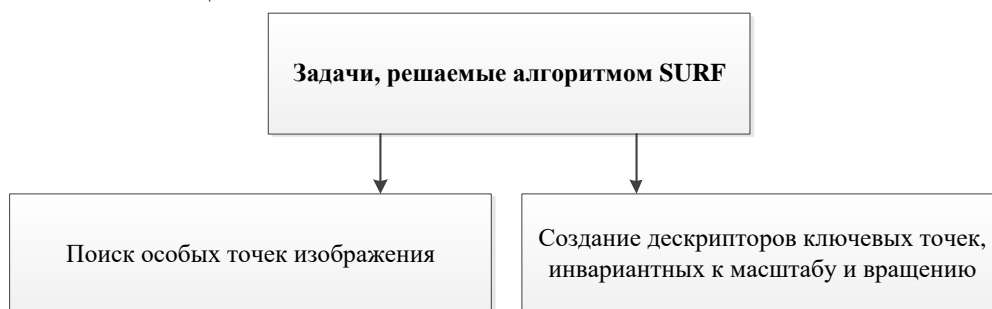 Задачи, решаемые алгоритмом SURF
Поиск особых точек изображения
Создание дескрипторов ключевых точек,
инвариантных к масштабу и вращению